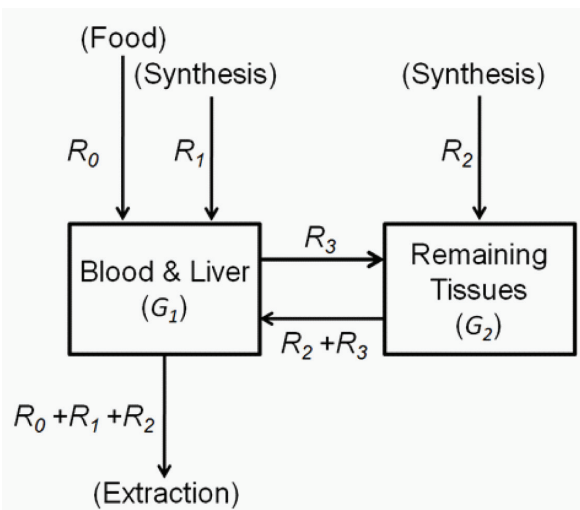 (Food)
(Synthesis)
(Synthesis)
R0
R1
R2
Blood & Liver
(G1)
R3
R2 +R3
Remaining
Tissues
(G2)
R0 +R1 +R2
(Extraction)